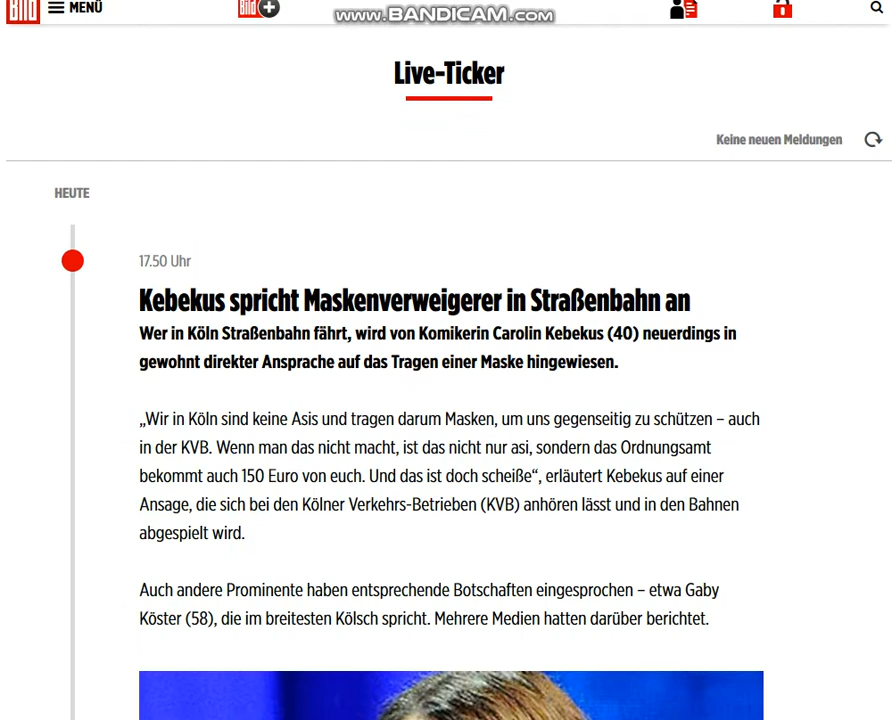 Bild MENÜ Bild+ www.BANDICAM.com
Live-Ticker
Keine neuen Meldungen
HEUTE
17.50 Uhr
Kebekus spricht Maskenverweigerer in Straßenbahn an
Wer in Köln Straßenbahn fährt, wird von Komikerin Carolin Kebekus (40) neuerdings in
gewohnt direkter Ansprache auf das Tragen einer Maske hingewiesen.
„Wir in Köln sind keine Asis und tragen darum Masken, um uns gegenseitig zu schützen – auch
in der KVB. Wenn man das nicht macht, ist das nicht nur asi, sondern das Ordnungsamt
bekommt auch 150 Euro von euch. Und das ist doch scheiße“, erläutert Kebekus auf einer
Ansage, die sich bei den Kölner Verkehrs-Betrieben (KVB) anhören lässt und in den Bahnen
abgespielt wird.
Auch andere Prominente haben entsprechende Botschaften eingesprochen – etwa Gaby
Köster (58), die im breitesten Kölsch spricht. Mehrere Medien hatten darüber berichtet.